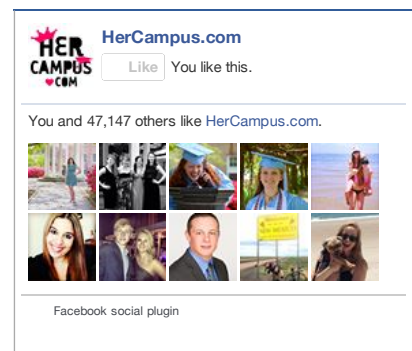 HER
CAMPUS
COM
HerCampus.com
Like
You like this.
You and 47,147 others like HerCampus.com.
Facebook social plugin